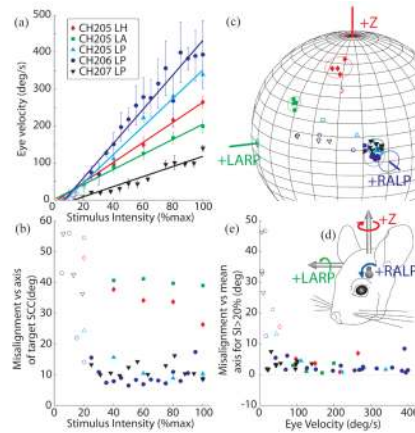 (a)
CH205 LH
CH205 LA
CH205 LP
CH206 LP
CH207 LP
Eye velocity (deg/s)
500
400
300
200
100
0
0 20 40 60 80 100
Stimulus Intensity (%max)
(b)
Misalignment vs axis
of target SCC(deg)
60
50
40
30
20
10
0
0 20 40 60 80 100
Stimulus Intensity (%max)
(c)
+Z
+LARP
+RALP
(d)
+Z
+LARP
+RALP
(e)
Misalignment vs mean
axis for SI>20% (deg)
60
50
40
30
20
10
0
0 100 200 300 400
Eye Velocity (deg/s)